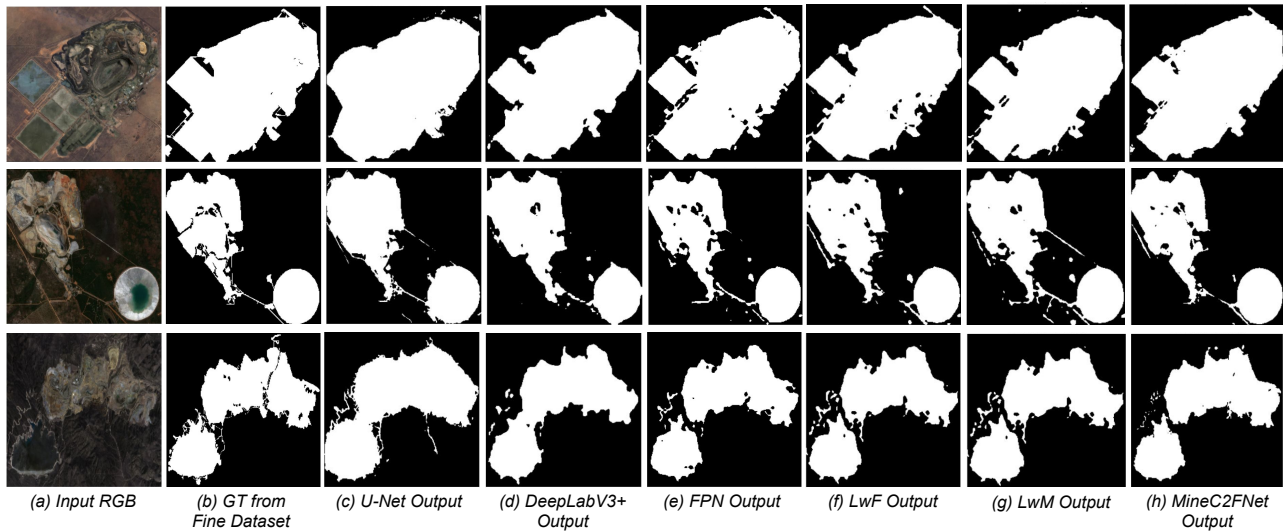 (a) Input RGB
(b) GT from
Fine Dataset
(c) U-Net Output
(d) DeepLabV3+
Output
(e) FPN Output
(f) LwF Output
(g) LwM Output
(h) MineC2FNet
Output